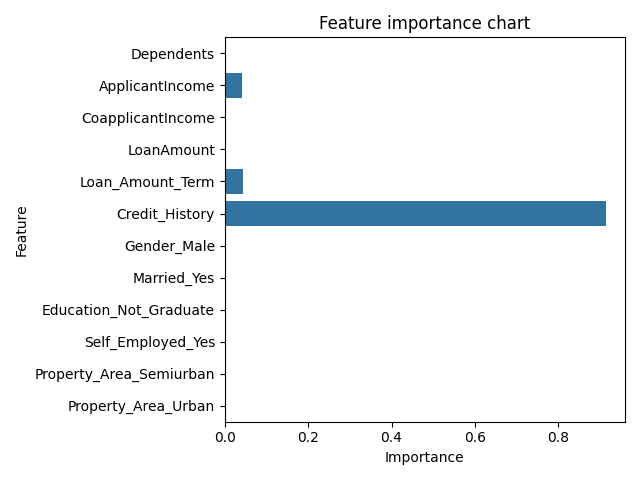 Feature importance chart
Dependents
ApplicantIncome
CoapplicantIncome
LoanAmount
Loan_Amount_Term
Credit_History
Gender_Male
Married_Yes
Education_Not_Graduate
Self_Employed_Yes
Property_Area_Semiurban
Property_Area_Urban
Feature
0.0 0.2 0.4 0.6 0.8
Importance